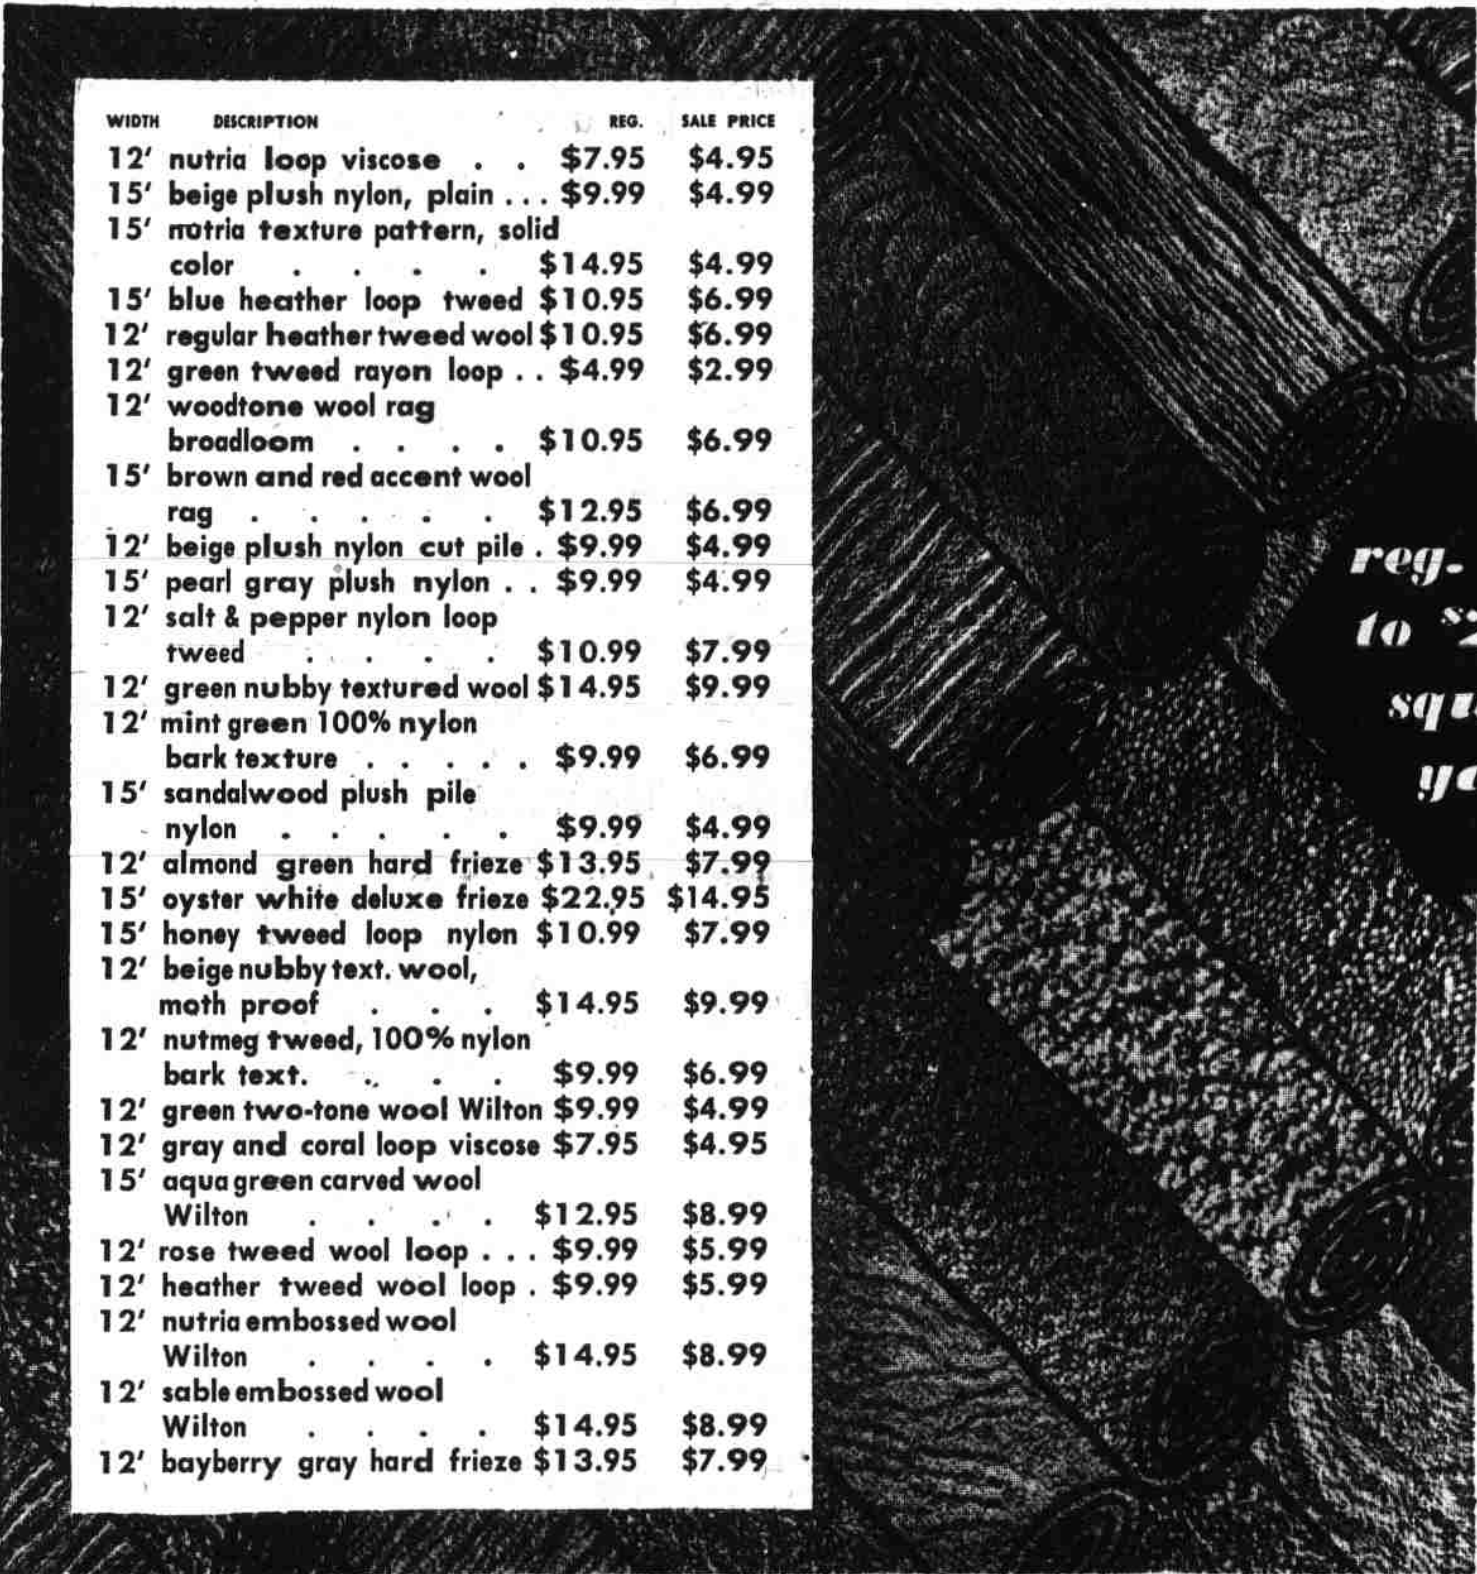 WIDTH DESCRIPTION REG. SALE PRICE
12' nutria loop viscose . . $7.95 $4.95
15' beige plush nylon, plain . . . $9.99 $4.99
15' nutria texture pattern, solid
color . . . . $14.95 $4.99
15' blue heather loop tweed $10.95 $6.99
12' regular heather tweed wool $10.95 $6.99
12' green tweed rayon loop . . $4.99 $2.99
12' woodtone wool rag
broadloom . . . . $10.95 $6.99
15' brown and red accent wool
rag . . . . . $12.95 $6.99
12' beige plush nylon cut pile . $9.99 $4.99
15' pearl gray plush nylon . . $9.99 $4.99
12' salt & pepper nylon loop
tweed . . . . $10.99 $7.99
12' green nubby textured wool $14.95 $9.99
12' mint green 100% nylon
bark texture . . . . . $9.99 $6.99
15' sandalwood plush pile
nylon . . . . . $9.99 $4.99
12' almond green hard frieze $13.95 $7.99
15' oyster white deluxe frieze $22.95 $14.95
15' honey tweed loop nylon $10.99 $7.99
12' beige nubby text. wool,
moth proof . . . $14.95 $9.99
12' nutmeg tweed, 100% nylon
bark text. . . . $9.99 $6.99
12' green two-tone wool Wilton $9.99 $4.99
12' gray and coral loop viscose $7.95 $4.95
15' aqua green carved wool
Wilton . . . . $12.95 $8.99
12' rose tweed wool loop . . . $9.99 $5.99
12' heather tweed wool loop . $9.99 $5.99
12' nutria embossed wool
Wilton . . . . $14.95 $8.99
12' sable embossed wool
Wilton . . . . $14.95 $8.99
12' bayberry gray hard frieze $13.95 $7.99
reg.
to $2
squ
ya